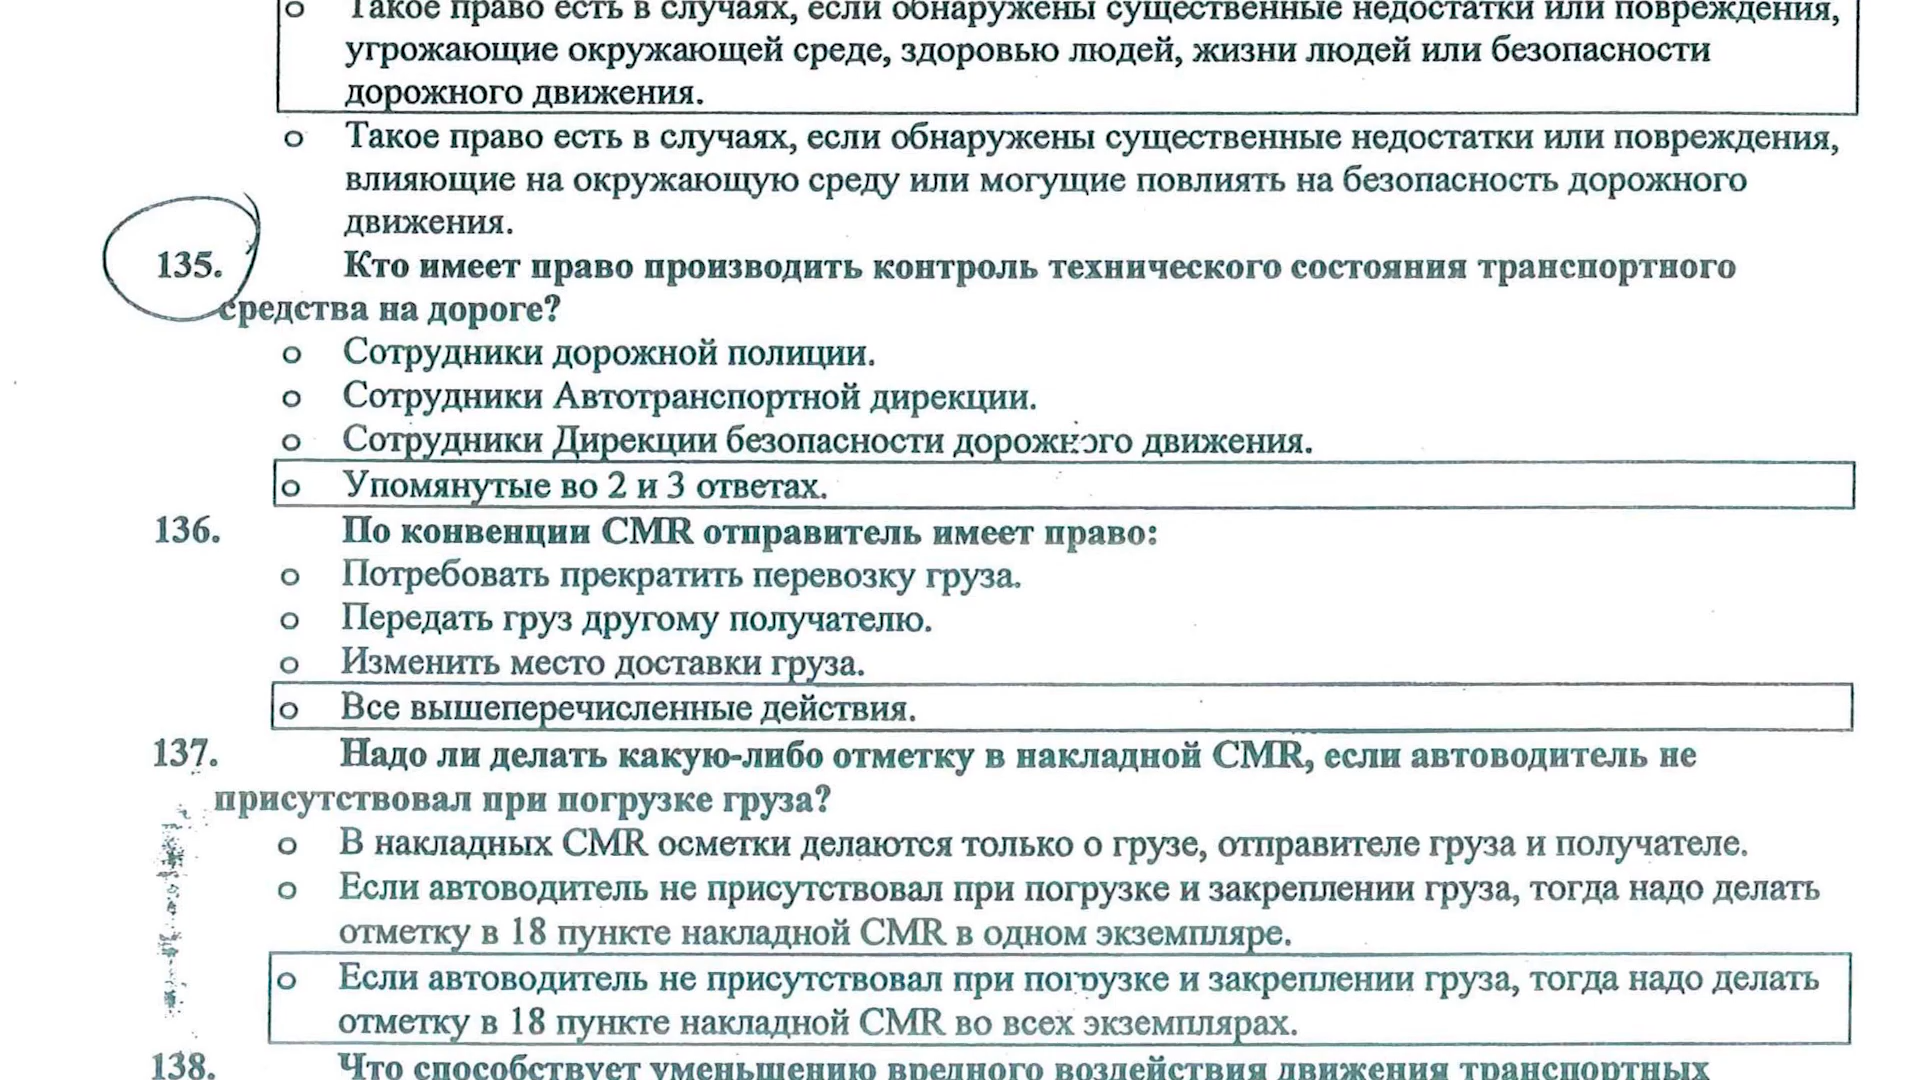 o Такое право есть в случаях, если обнаружены существенные недостатки или повреждения,
угрожающие окружающей среде, здоровью людей, жизни людей или безопасности
дорожного движения.
o Такое право есть в случаях, если обнаружены существенные недостатки или повреждения,
влияющие на окружающую среду или могущие повлиять на безопасность дорожного
движения.
135. Кто имеет право производить контроль технического состояния транспортного
средства на дороге?
o Сотрудники дорожной полиции.
o Сотрудники Автотранспортной дирекции.
o Сотрудники Дирекции безопасности дорожного движения.
o Упомянутые во 2 и 3 ответах.
136. По конвенции CMR отправитель имеет право:
o Потребовать прекратить перевозку груза.
o Передать груз другому получателю.
o Изменить место доставки груза.
o Все вышеперечисленные действия.
137. Надо ли делать какую-либо отметку в накладной CMR, если автоводитель не
присутствовал при погрузке груза?
o В накладных CMR осметки делаются только о грузе, отправителе груза и получателе.
o Если автоводитель не присутствовал при погрузке и закреплении груза, тогда надо делать
отметку в 18 пункте накладной CMR в одном экземпляре.
o Если автоводитель не присутствовал при погрузке и закреплении груза, тогда надо делать
отметку в 18 пункте накладной CMR во всех экземплярах.
138. Что способствует уменьшению вредного воздействия движения транспортных